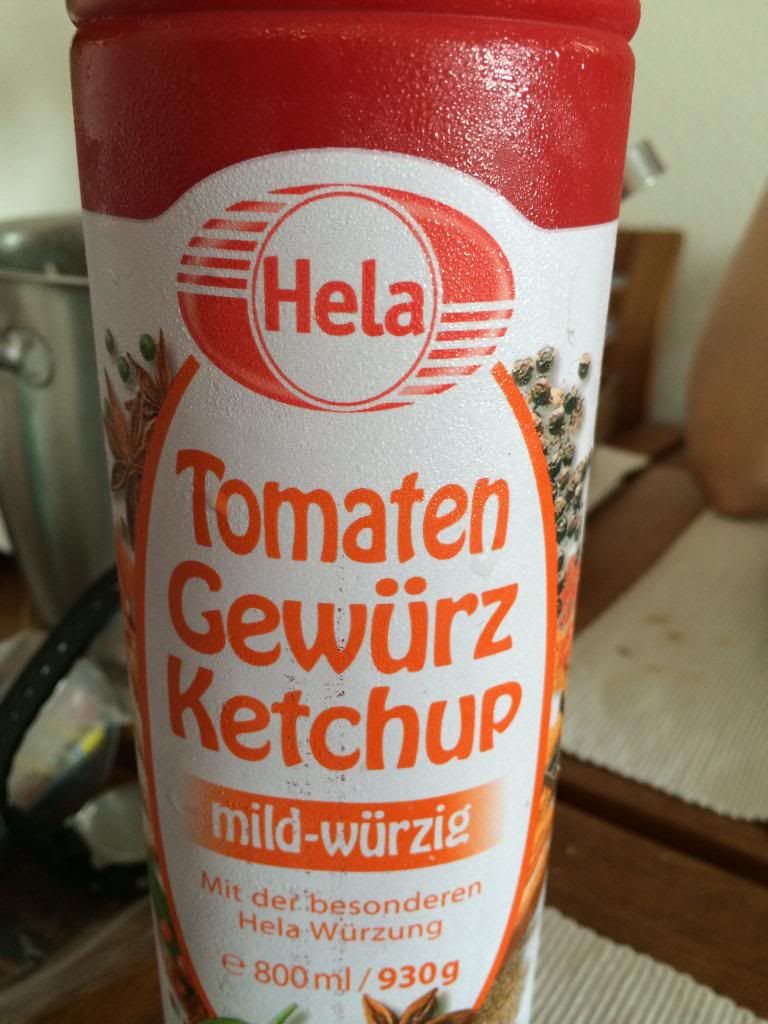 Hela
Tomaten
Gewürz
Ketchup
mild-würzig
Mit der besonderen
Hela Würzung
℮ 800 ml / 930 g